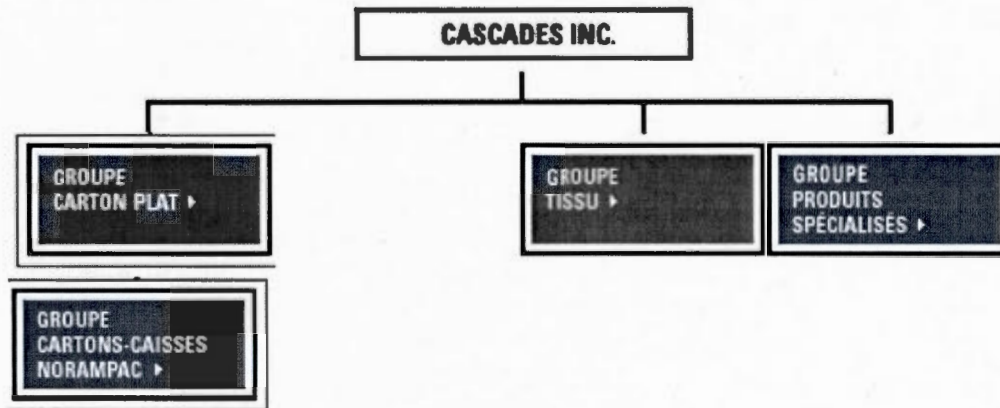 CASCADES INC.
GROUPE
CARTON PLAT ▸
GROUPE
TISSU ▸
GROUPE
PRODUITS
SPÉCIALISÉS ▸
GROUPE
CARTONS-CAISSES
NORAMPAC ▸